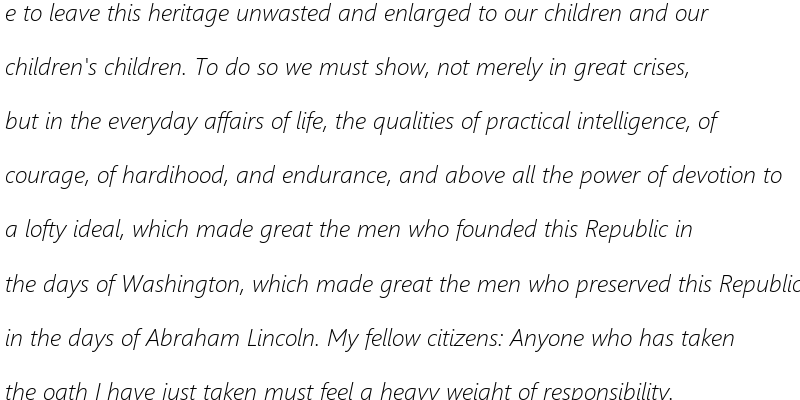 e to leave this heritage unwasted and enlarged to our children and our
children's children. To do so we must show, not merely in great crises,
but in the everyday affairs of life, the qualities of practical intelligence, of
courage, of hardihood, and endurance, and above all the power of devotion to
a lofty ideal, which made great the men who founded this Republic in
the days of Washington, which made great the men who preserved this Republic
in the days of Abraham Lincoln. My fellow citizens: Anyone who has taken
the oath I have just taken must feel a heavy weight of responsibility.